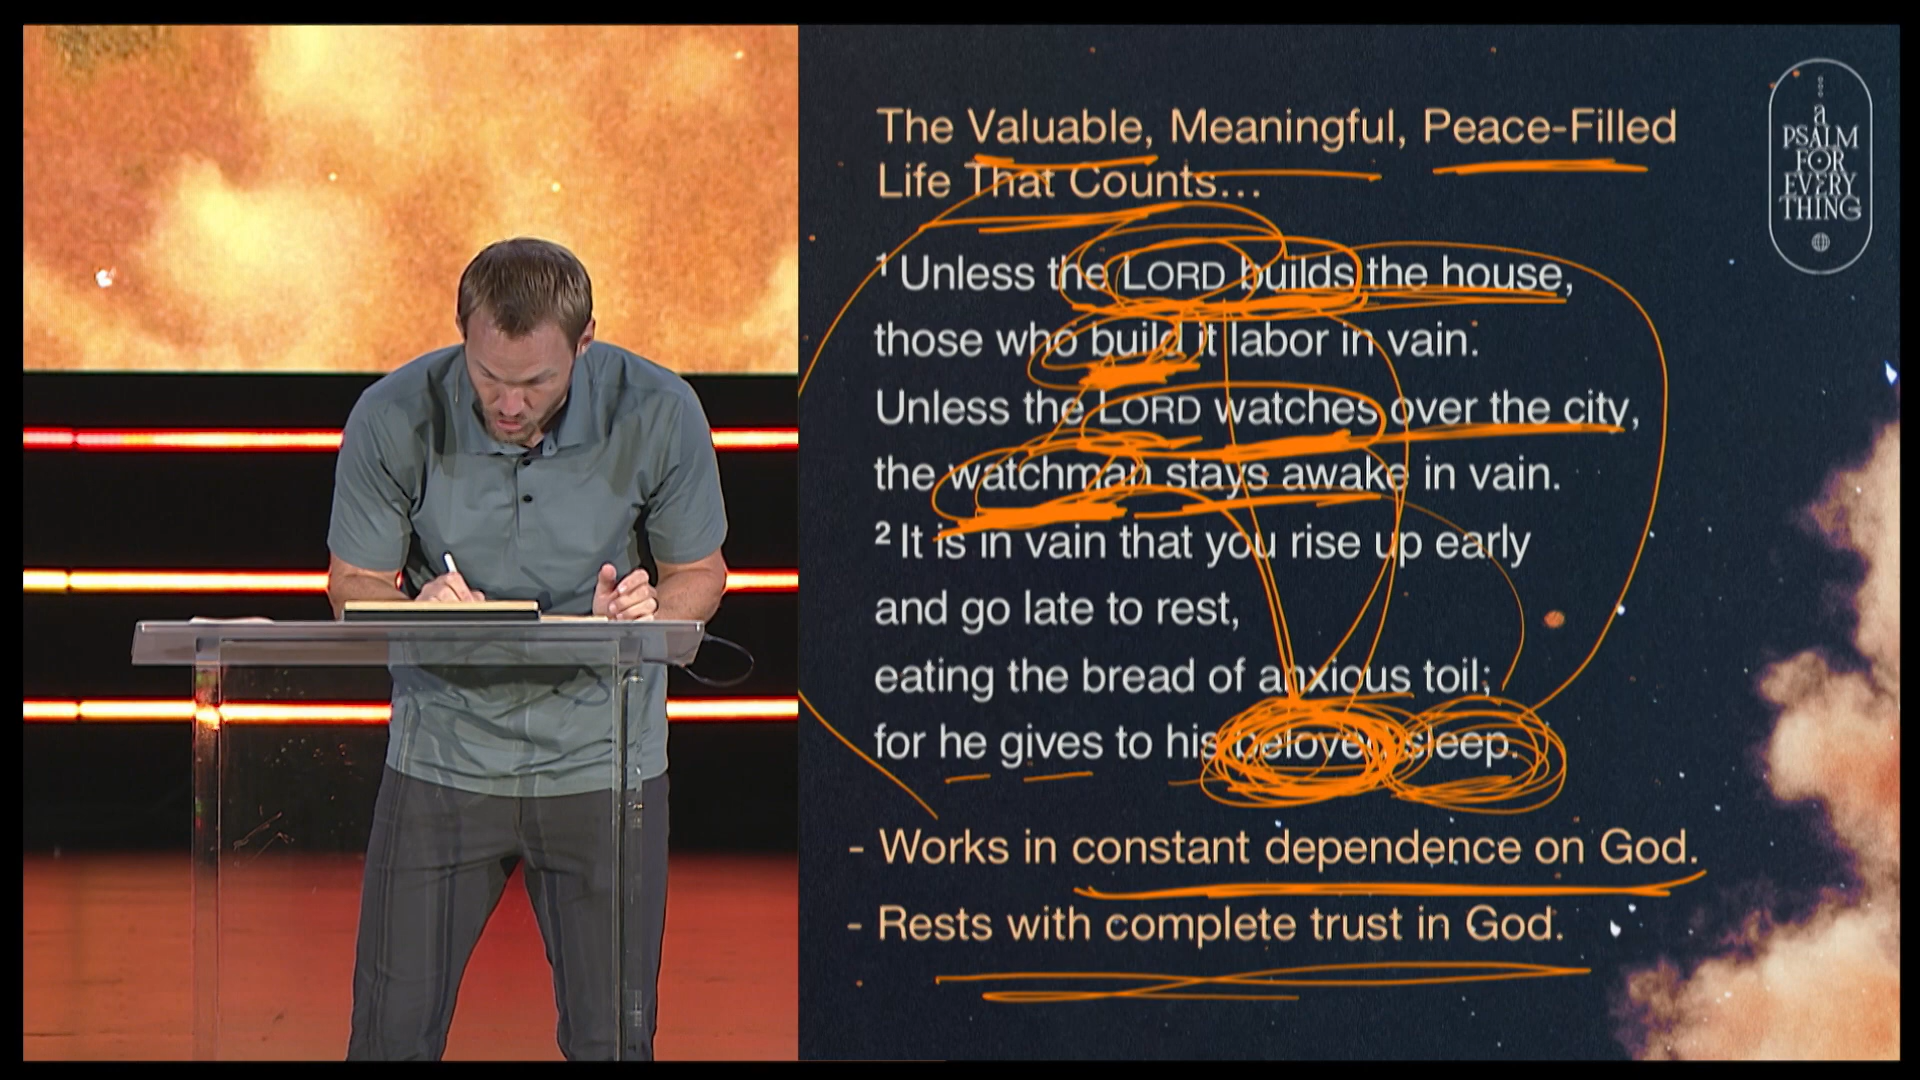 The Valuable, Meaningful, Peace-Filled
Life That Counts...
¹ Unless the LORD builds the house,
those who build it labor in vain.
Unless the LORD watches over the city,
the watchman stays awake in vain.
² It is in vain that you rise up early
and go late to rest,
eating the bread of anxious toil;
for he gives to his beloved sleep.
- Works in constant dependence on God.
- Rests with complete trust in God.
a
PSALM
FOR
EVERY
THING